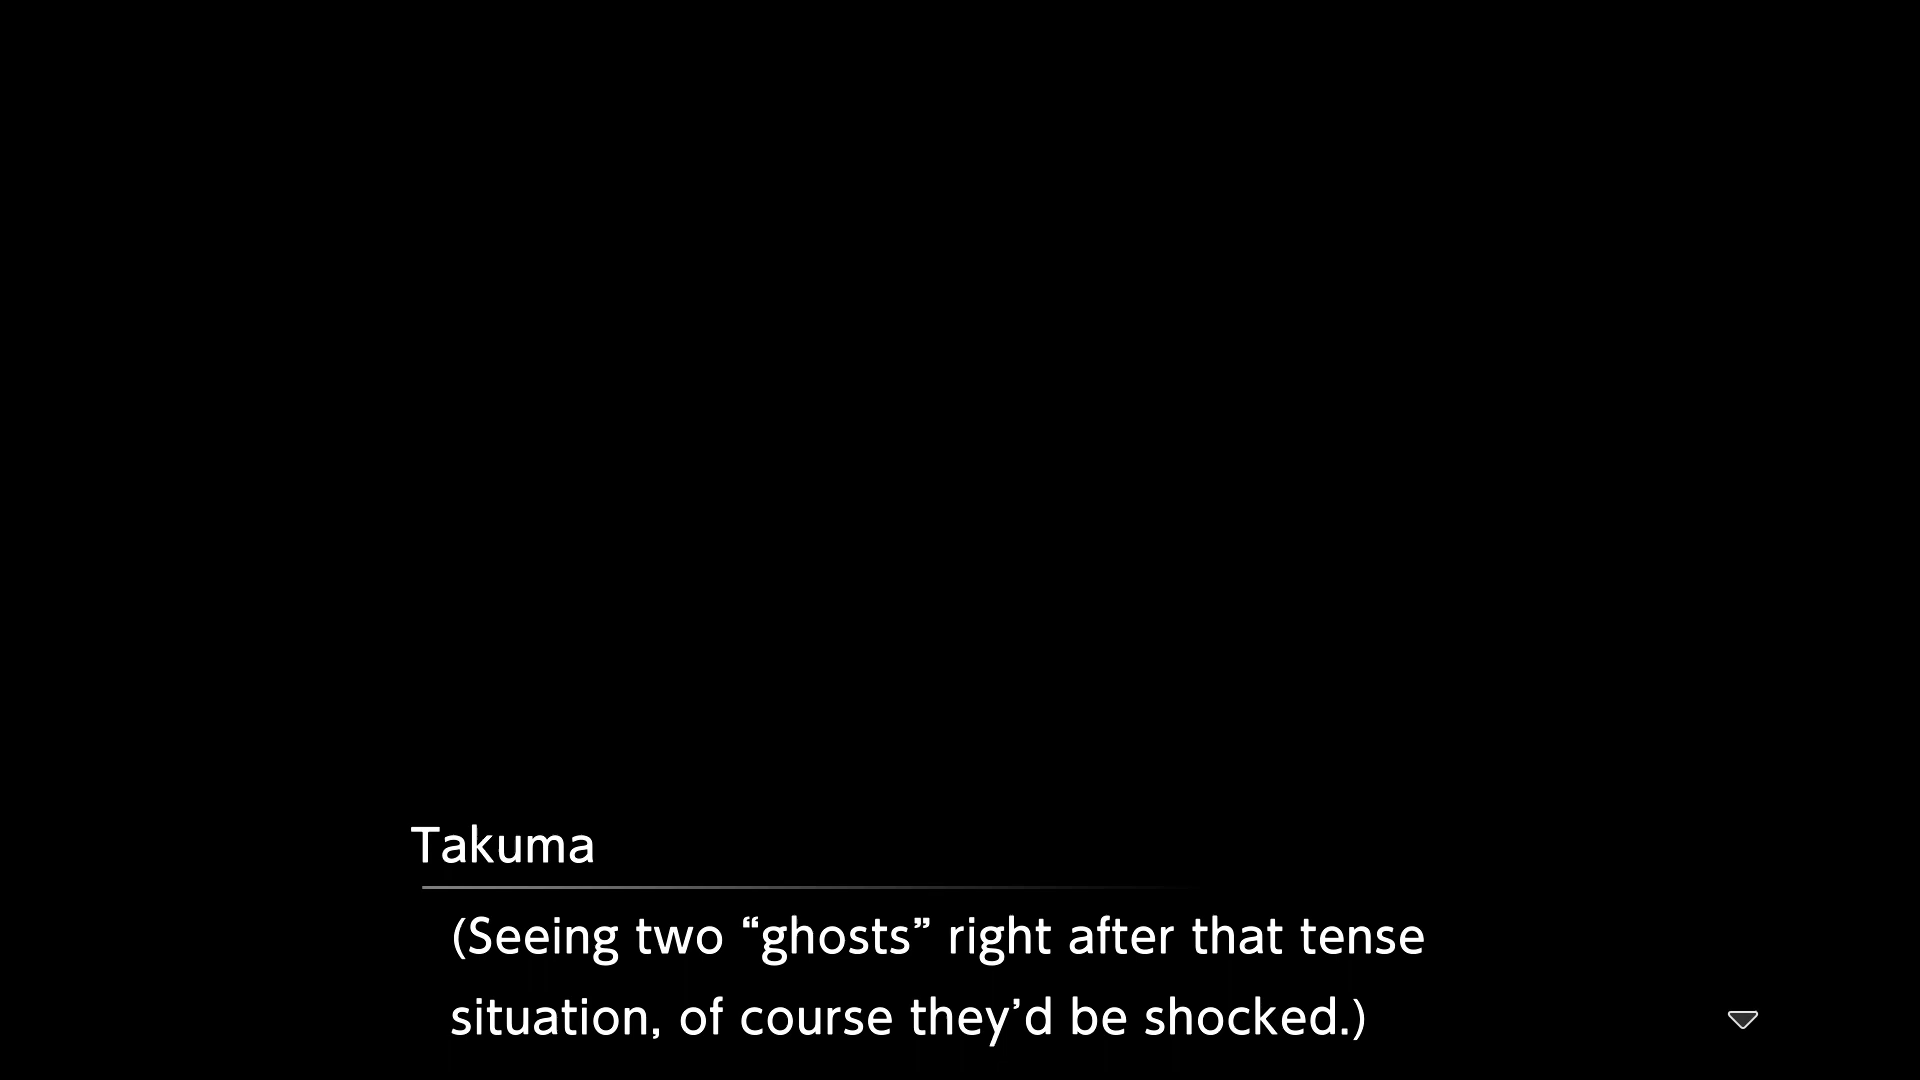 Takuma
(Seeing two “ghosts” right after that tense
situation, of course they’d be shocked.)